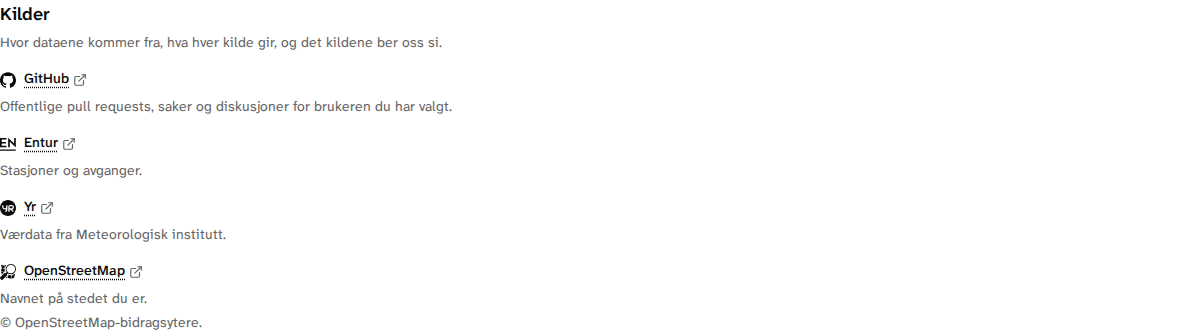 Kilder
Hvor dataene kommer fra, hva hver kilde gir, og det kildene ber oss si.
GitHub
Offentlige pull requests, saker og diskusjoner for brukeren du har valgt.
EN Entur
Stasjoner og avganger.
YR Yr
Værdata fra Meteorologisk institutt.
OpenStreetMap
Navnet på stedet du er.
© OpenStreetMap-bidragsytere.